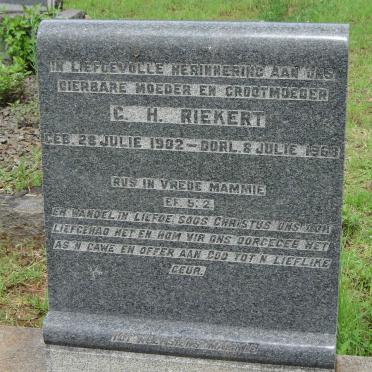 IN LIEFDEVOLLE HERINNERING AAN ONS
DIERBARE MOEDER EN GROOTMOEDER
C. H. RIEKERT
GEB. 28 JULIE 1902 – OORL. 8 JULIE
RUS IN VREDE MAMMIE
EF. 5: 2
EN WANDEL IN LIEFDE SOOS CHRISTUS ONS OOK
LIEFGEHAD HET EN HOM VIR ONS OORGEGEE HET
AS 'N GAWE EN OFFER AAN GOD TOT 'N LIEFLIKE
GEUR.